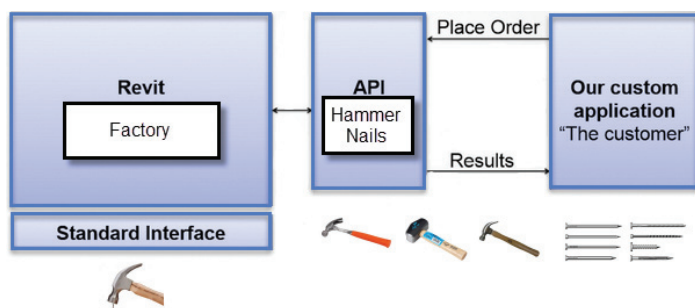 Revit
Factory
Standard Interface
API
Hammer
Nails
Place Order
Results
Our custom
application
“The customer”